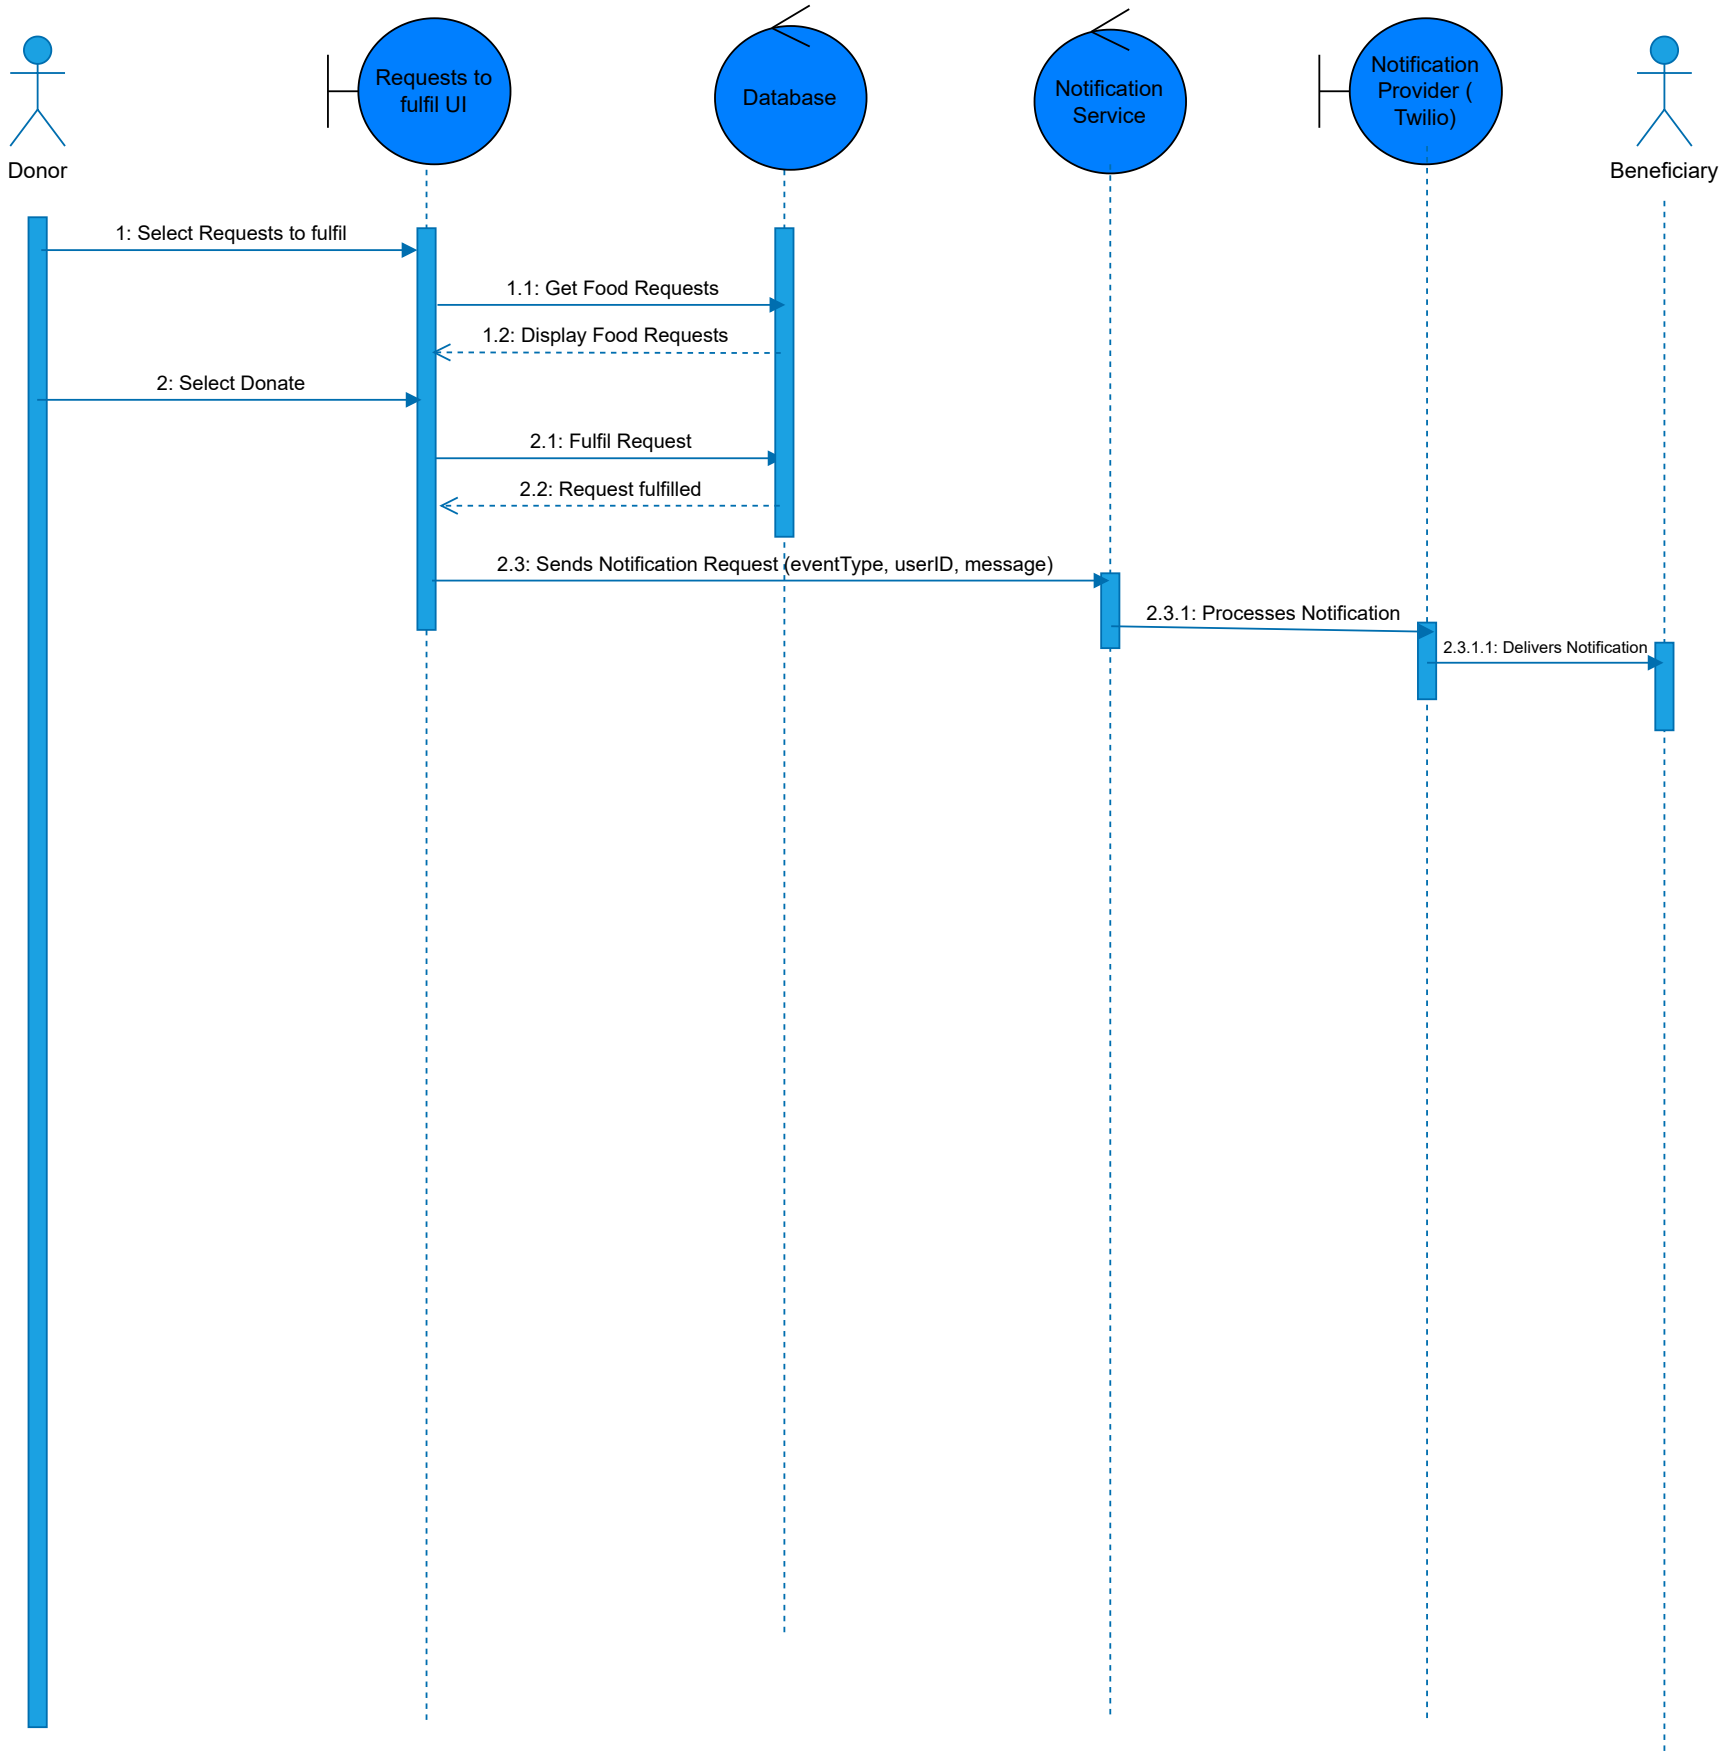 Donor
Requests to
fulfil UI
Database
Notification
Service
Notification
Provider (
Twilio)
Beneficiary
1: Select Requests to fulfil
1.1: Get Food Requests
1.2: Display Food Requests
2: Select Donate
2.1: Fulfil Request
2.2: Request fulfilled
2.3: Sends Notification Request (eventType, userID, message)
2.3.1: Processes Notification
2.3.1.1: Delivers Notification